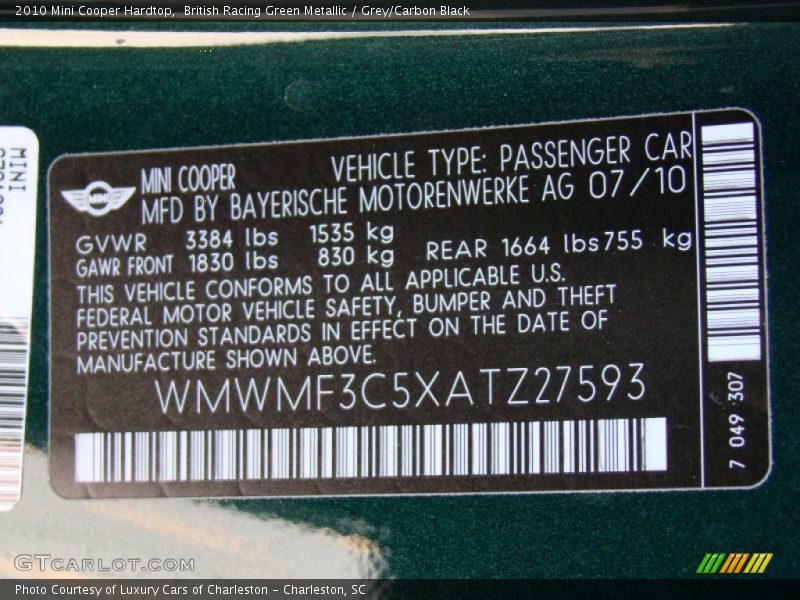 2010 Mini Cooper Hardtop,  British Racing Green Metallic / Grey/Carbon Black
MINI
MINI COOPER VEHICLE TYPE: PASSENGER CAR
MINI
MFD BY BAYERISCHE MOTORENWERKE AG 07/10
GVWR 3384 lbs 1535 kg
GAWR FRONT 1830 lbs 830 kg REAR 1664 lbs 755 kg
THIS VEHICLE CONFORMS TO ALL APPLICABLE U.S.
FEDERAL MOTOR VEHICLE SAFETY, BUMPER AND THEFT
PREVENTION STANDARDS IN EFFECT ON THE DATE OF
MANUFACTURE SHOWN ABOVE.
WMWMF3C5XATZ27593
7 049 307
GTCARLOT.COM
Photo Courtesy of Luxury Cars of Charleston - Charleston, SC